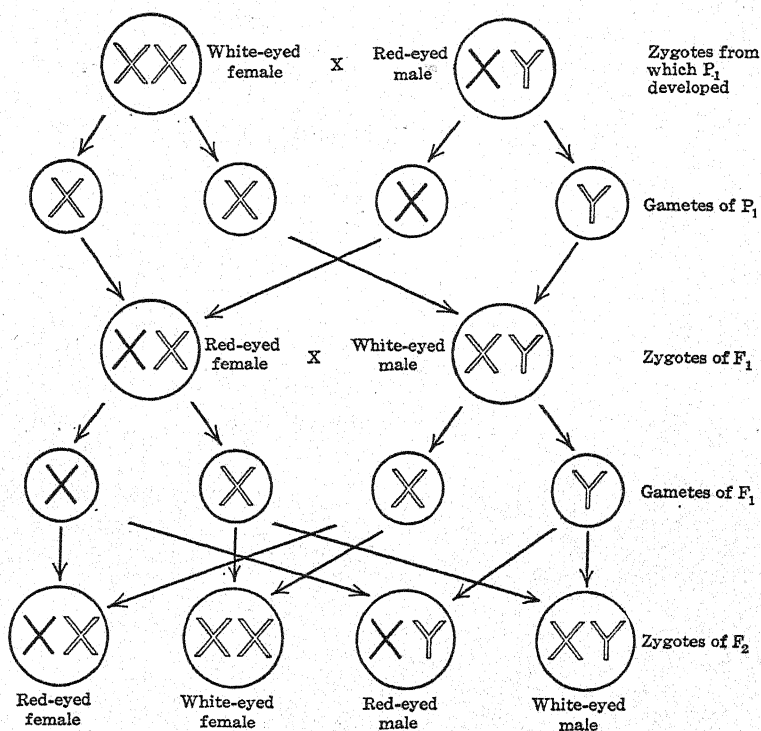 XX
White-eyed
female
X
Red-eyed
male
X Y
Zygotes from
which P₁
developed
X
X
X
Y
Gametes of P₁
XX
Red-eyed
female
X
White-eyed
male
XY
Zygotes of F₁
X
X
X
Y
Gametes of F₁
XX
XX
XY
XY
Zygotes of F₂
Red-eyed
female
White-eyed
female
Red-eyed
male
White-eyed
male